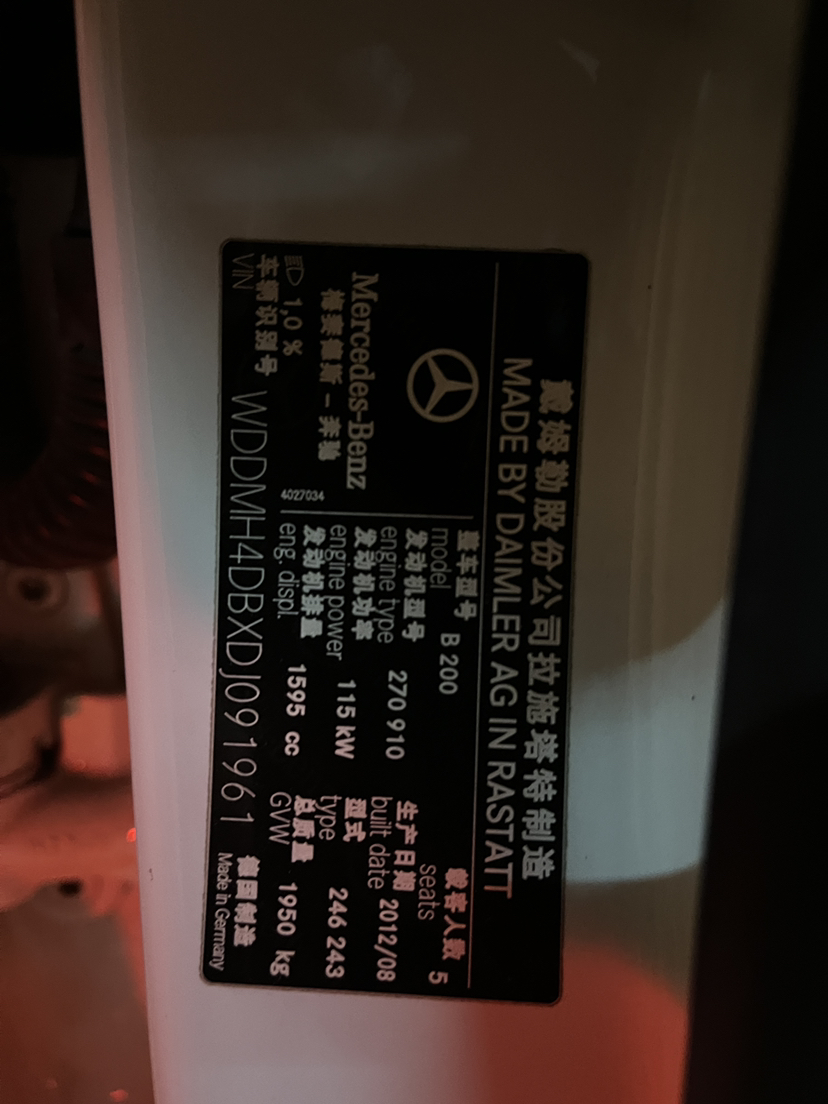 戴姆勒股份公司拉施塔特制造
MADE BY DAIMLER AG IN RASTATT
Mercedes-Benz
梅赛德斯 - 奔驰
1,0 %
4027034
整车型号
model B 200
发动机型号
engine type 270 910
发动机功率
engine power 115 kW
发动机排量
eng. displ. 1595 cc
乘客人数
seats 5
生产日期
built date 2012/08
型式
type 246 243
总质量
GVW 1950 kg
车辆识别号
VIN WDDMH4DBXDJ091961
德国制造
Made in Germany